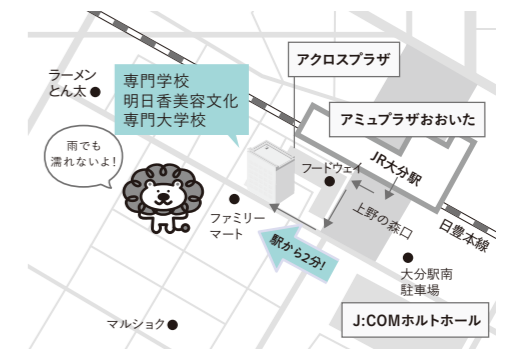 アクロスプラザ
ラーメン
とん太
専門学校
明日香美容文化
専門大学校
アミュプラザおおいた
雨でも
濡れないよ!
フードウェイ
JR大分駅
上野の森口
日豊本線
ファミリー
マート
駅から2分!
大分駅南
駐車場
J:COMホルトホール
マルショク